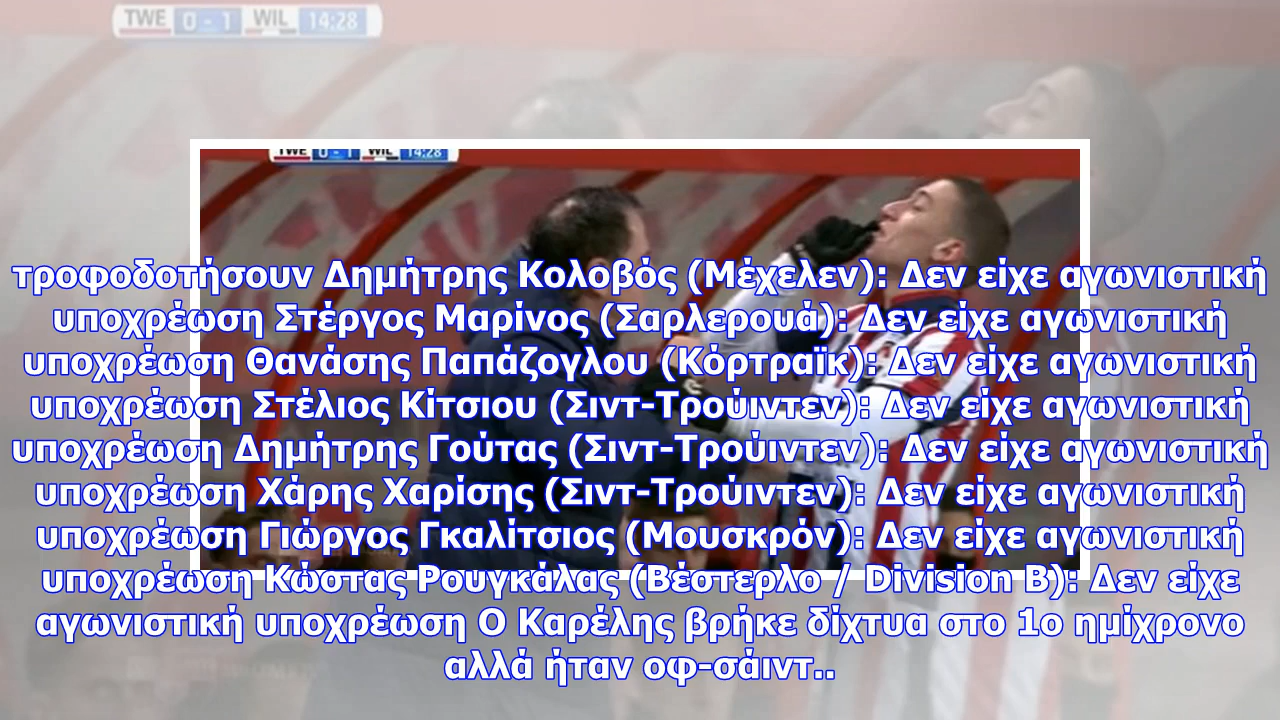 TWE 0 - 1 WIL 14:28
TWE 0 - 1 WIL 14:28
τροφοδοτήσουν Δημήτρης Κολοβός (Μέχελεν): Δεν είχε αγωνιστική
υποχρέωση Στέργος Μαρίνος (Σαρλερουά): Δεν είχε αγωνιστική
υποχρέωση Θανάσης Παπάζογλου (Κόρτραϊκ): Δεν είχε αγωνιστική
υποχρέωση Στέλιος Κίτσιου (Σιντ-Τρούιντεν): Δεν είχε αγωνιστική
υποχρέωση Δημήτρης Γούτας (Σιντ-Τρούιντεν): Δεν είχε αγωνιστική
υποχρέωση Χάρης Χαρίσης (Σιντ-Τρούιντεν): Δεν είχε αγωνιστική
υποχρέωση Γιώργος Γκαλίτσιος (Μουσκρόν): Δεν είχε αγωνιστική
υποχρέωση Κώστας Ρουγκάλας (Βέστερλο / Division B): Δεν είχε
αγωνιστική υποχρέωση Ο Καρέλης βρήκε δίχτυα στο 1ο ημίχρονο
αλλά ήταν οφ-σάιντ..